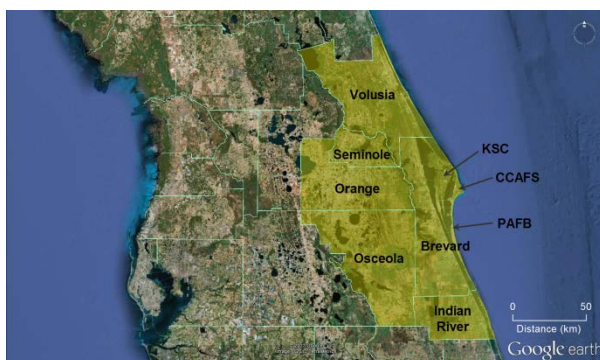 Volusia
Seminole
KSC
CCAFS
Orange
PAFB
Brevard
Osceola
Indian
River
0 50
Distance (km)
Google earth